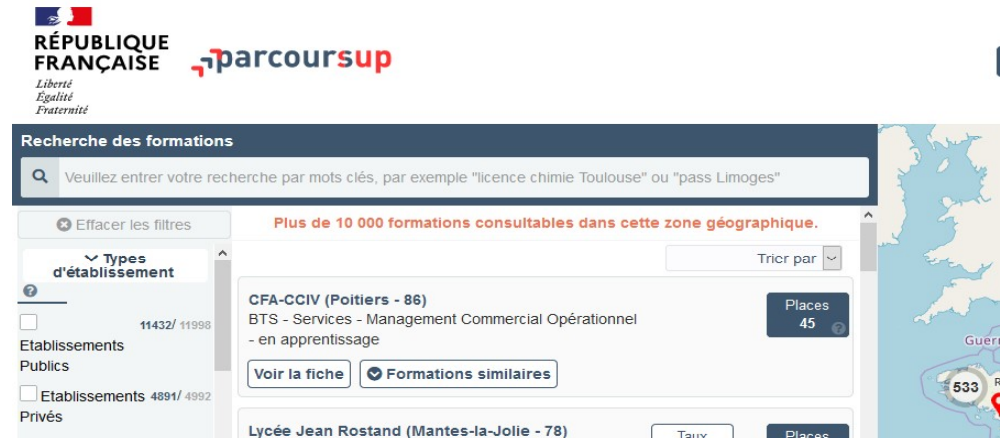 RÉPUBLIQUE
FRANÇAISE
Liberté
Égalité
Fraternité
parcoursup
Recherche des formations
Veuillez entrer votre recherche par mots clés, par exemple "licence chimie Toulouse" ou "pass Limoges"
Effacer les filtres
Plus de 10 000 formations consultables dans cette zone géographique.
Types
d'établissement
?
Trier par
11432/ 11998
Etablissements
Publics
Etablissements 4891/ 4992
Privés
CFA-CCIV (Poitiers - 86)
BTS - Services - Management Commercial Opérationnel
- en apprentissage
Places
45 ?
Voir la fiche
Formations similaires
Lycée Jean Rostand (Mantes-la-Jolie - 78)
Taux
Places
Guern
533